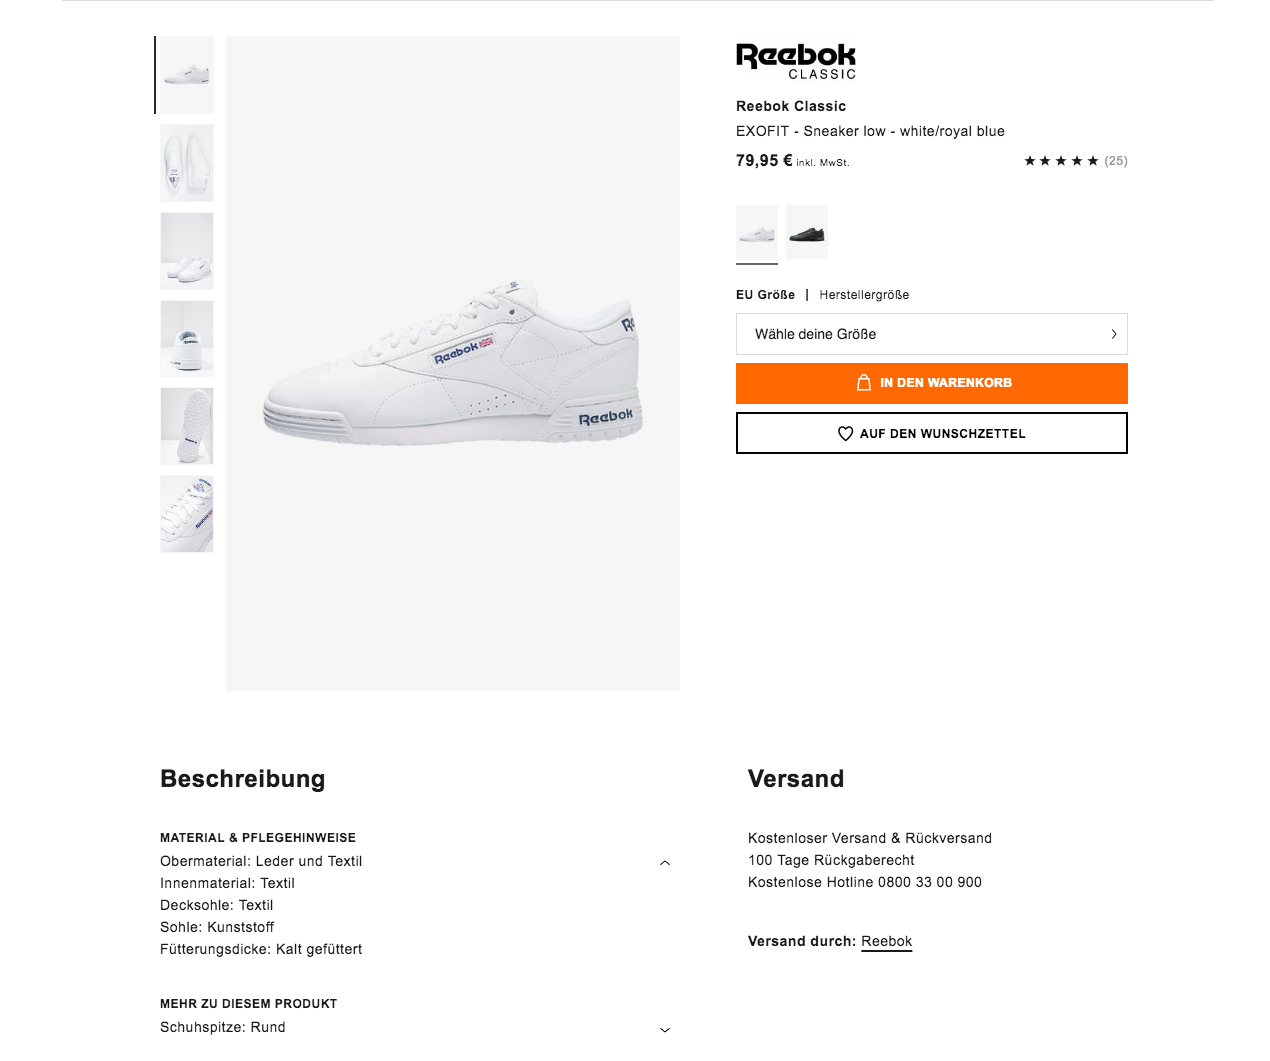 Reebok
CLASSIC
Reebok Classic
EXOFIT - Sneaker low - white/royal blue
79,95 € inkl. MwSt.
★★★★★ (25)
EU Größe | Herstellergröße
Wähle deine Größe
IN DEN WARENKORB
AUF DEN WUNSCHZETTEL
Reebok
Reebok
Beschreibung
MATERIAL & PFLEGEHINWEISE
Obermaterial: Leder und Textil
Innenmaterial: Textil
Decksohle: Textil
Sohle: Kunststoff
Fütterungsdicke: Kalt gefüttert
MEHR ZU DIESEM PRODUKT
Schuhspitze: Rund
Versand
Kostenloser Versand & Rückversand
100 Tage Rückgaberecht
Kostenlose Hotline 0800 33 00 900
Versand durch: Reebok